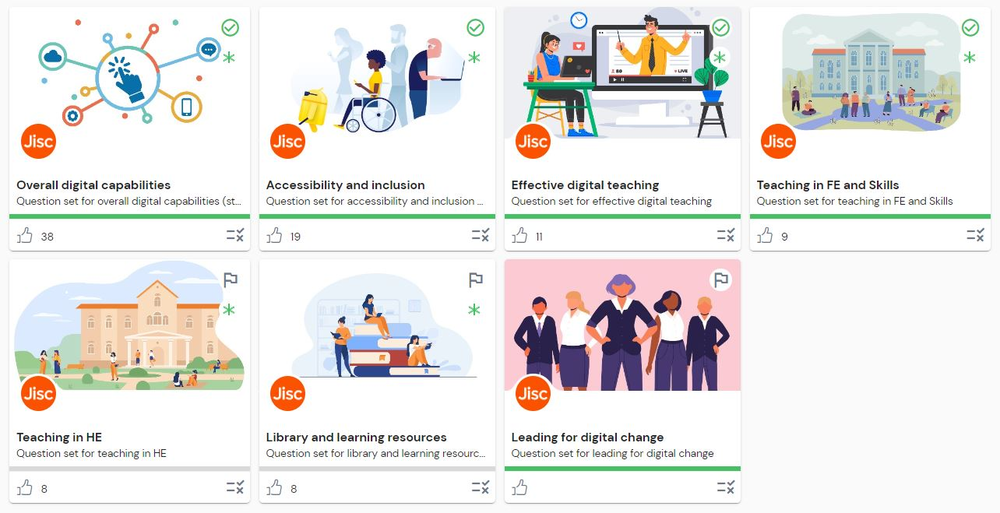 80
LIVE
Jisc
Jisc
Jisc
Jisc
Overall digital capabilities
Question set for overall digital capabilities (st...
Accessibility and inclusion
Question set for accessibility and inclusion ...
Effective digital teaching
Question set for effective digital teaching
Teaching in FE and Skills
Question set for teaching in FE and Skills
38
19
11
9
Jisc
Jisc
Jisc
Teaching in HE
Question set for teaching in HE
Library and learning resources
Question set for library and learning resourc...
Leading for digital change
Question set for leading for digital change
8
8